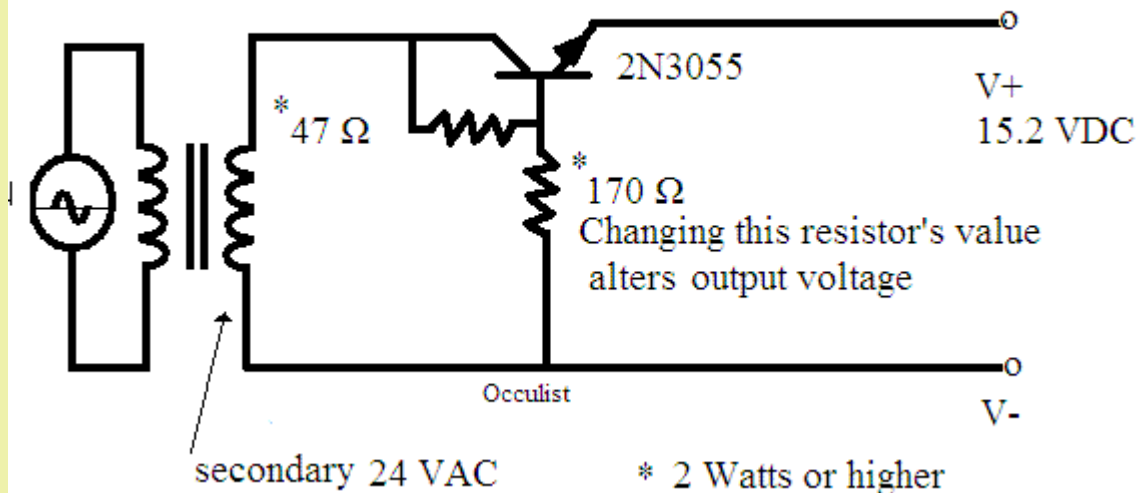 2N3055
V+
15.2 VDC
* 47 Ω
* 170 Ω
Changing this resistor's value
alters output voltage
Occulist
V-
secondary 24 VAC
* 2 Watts or higher